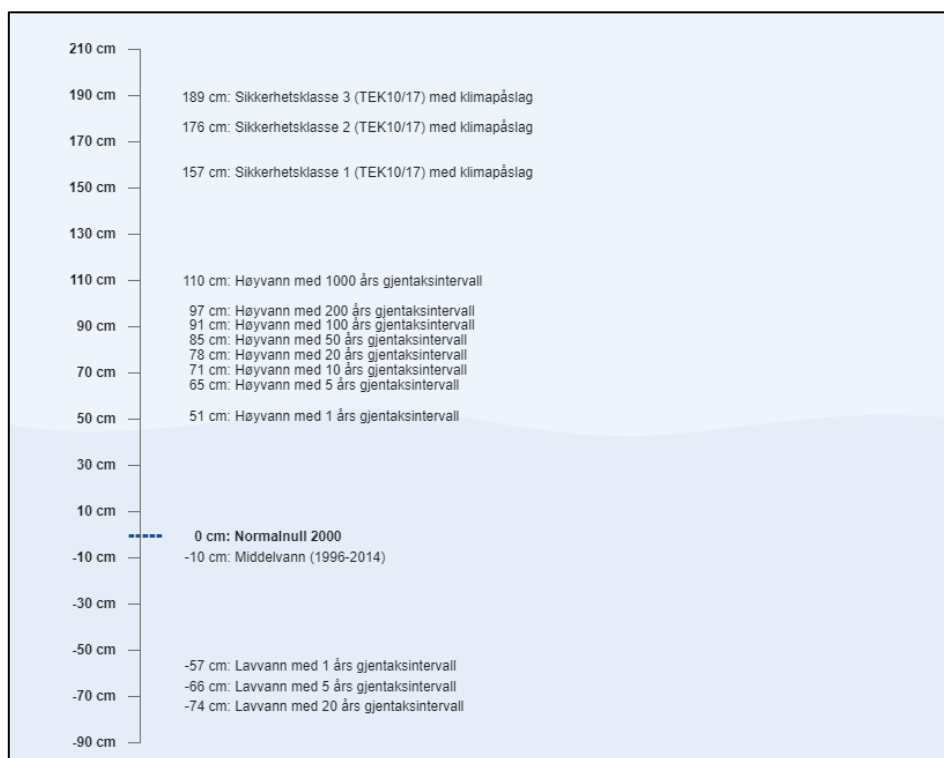 210 cm
190 cm
189 cm: Sikkerhetsklasse 3 (TEK10/17) med klimapåslag
176 cm: Sikkerhetsklasse 2 (TEK10/17) med klimapåslag
170 cm
157 cm: Sikkerhetsklasse 1 (TEK10/17) med klimapåslag
150 cm
130 cm
110 cm
110 cm: Høyvann med 1000 års gjentaksintervall
97 cm: Høyvann med 200 års gjentaksintervall
91 cm: Høyvann med 100 års gjentaksintervall
90 cm
85 cm: Høyvann med 50 års gjentaksintervall
78 cm: Høyvann med 20 års gjentaksintervall
71 cm: Høyvann med 10 års gjentaksintervall
70 cm
65 cm: Høyvann med 5 års gjentaksintervall
51 cm: Høyvann med 1 års gjentaksintervall
50 cm
30 cm
10 cm
0 cm: Normalnull 2000
-10 cm
-10 cm: Middelvann (1996-2014)
-30 cm
-50 cm
-57 cm: Lavvann med 1 års gjentaksintervall
-66 cm: Lavvann med 5 års gjentaksintervall
-70 cm
-74 cm: Lavvann med 20 års gjentaksintervall
-90 cm